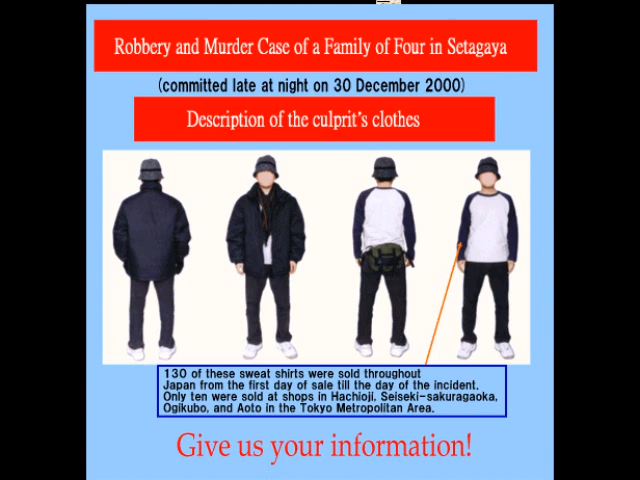 Robbery and Murder Case of a Family of Four in Setagaya
(committed late at night on 30 December 2000)
Description of the culprit's clothes
130 of these sweat shirts were sold throughout
Japan from the first day of sale till the day of the incident.
Only ten were sold at shops in Hachioji, Seiseki-sakuragaoka,
Ogikubo, and Aoto in the Tokyo Metropolitan Area.
Give us your information!